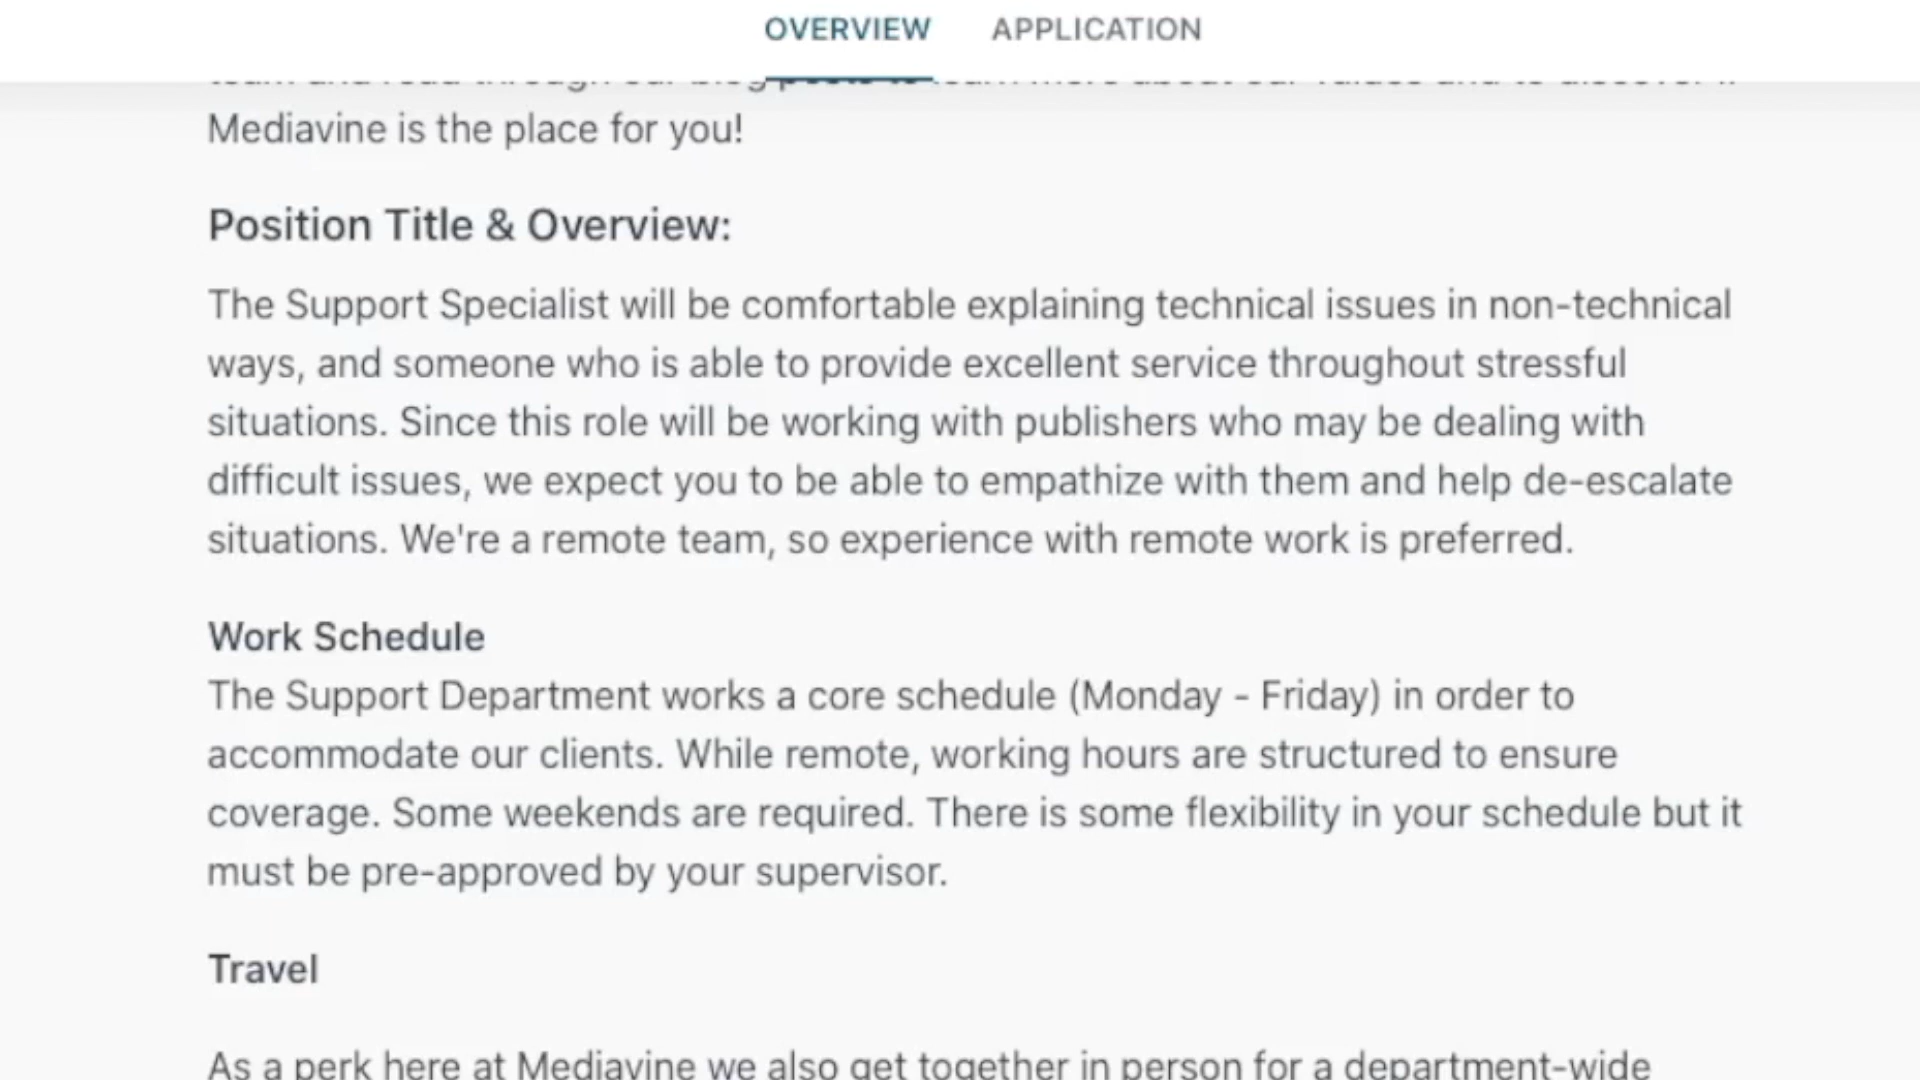 OVERVIEW APPLICATION
Mediavine is the place for you!
Position Title & Overview:
The Support Specialist will be comfortable explaining technical issues in non-technical
ways, and someone who is able to provide excellent service throughout stressful
situations. Since this role will be working with publishers who may be dealing with
difficult issues, we expect you to be able to empathize with them and help de-escalate
situations. We're a remote team, so experience with remote work is preferred.
Work Schedule
The Support Department works a core schedule (Monday - Friday) in order to
accommodate our clients. While remote, working hours are structured to ensure
coverage. Some weekends are required. There is some flexibility in your schedule but it
must be pre-approved by your supervisor.
Travel
As a perk here at Mediavine we also get together in person for a department-wide